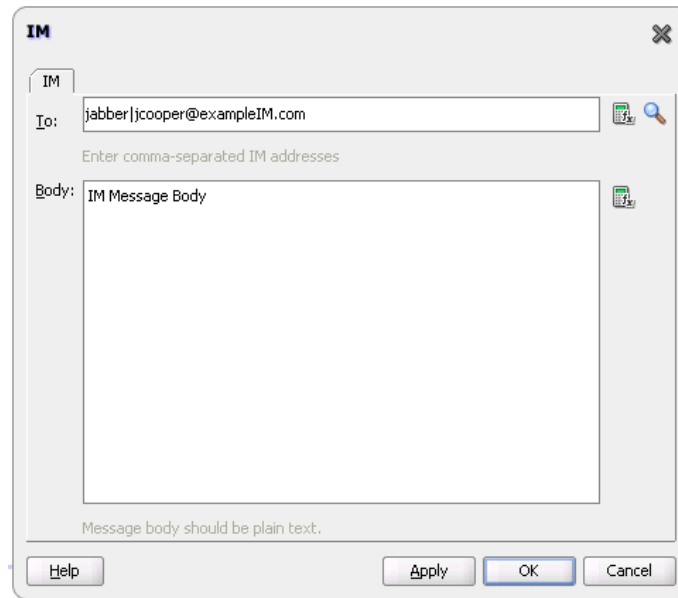 IM
IM
To: jabber|jcooper@exampleIM.com
Enter comma-separated IM addresses
Body: IM Message Body
Message body should be plain text.
Help Apply OK Cancel